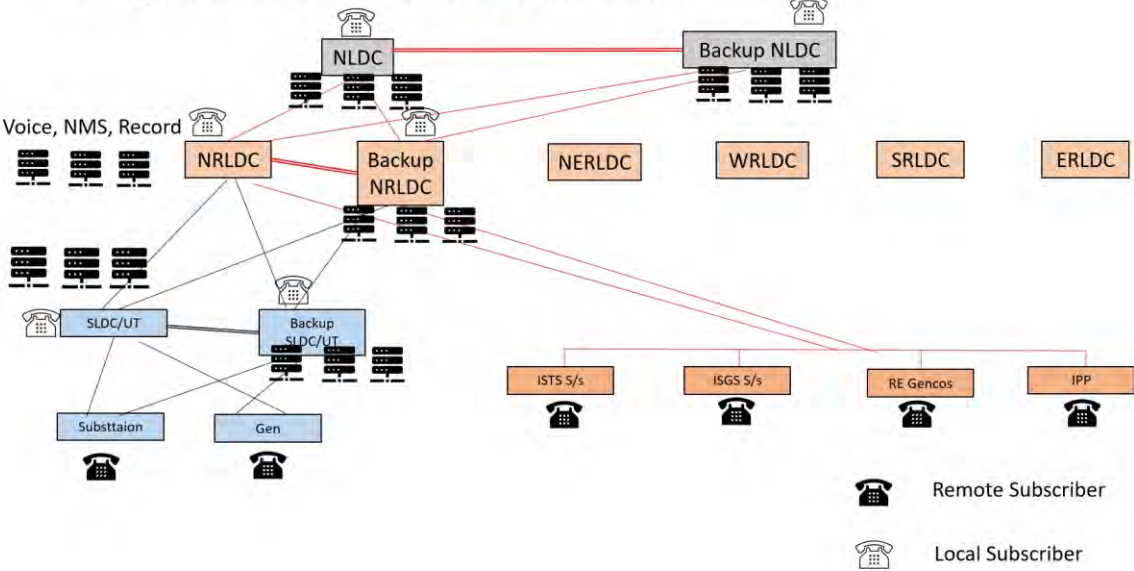 NLDC
Backup NLDC
Voice, NMS, Record
NRLDC
Backup
NRLDC
NERLDC
WRLDC
SRLDC
ERLDC
SLDC/UT
Backup
SLDC/UT
ISTS S/s
ISGS S/s
RE Gencos
IPP
Substtaion
Gen
Remote Subscriber
Local Subscriber